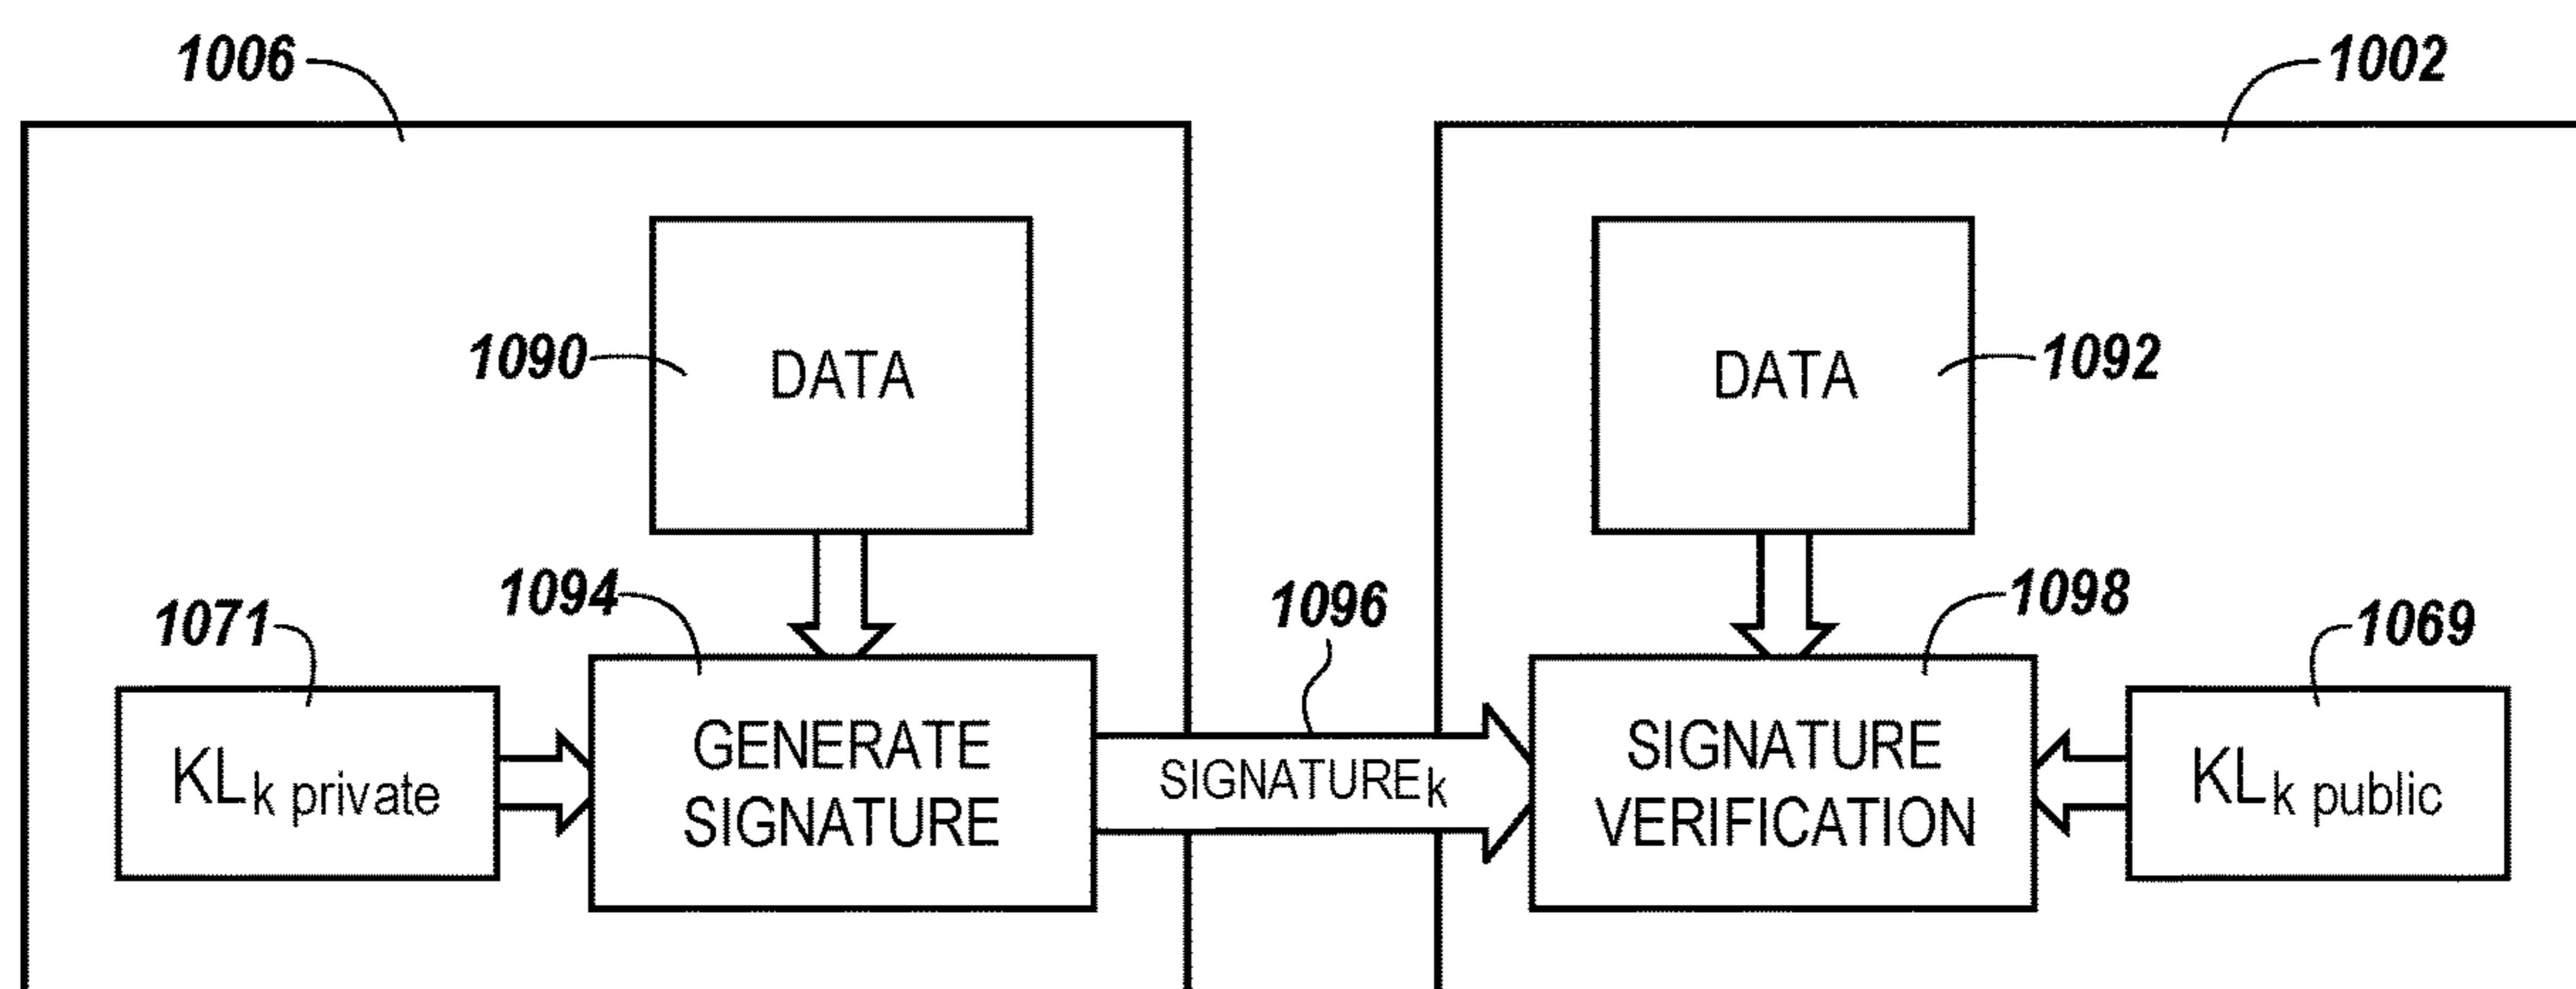 1006
1002
DATA
DATA
1090
1092
1094
1096
1098
1071
1069
GENERATE
SIGNATURE
SIGNATURE
VERIFICATION
KLk private
SIGNATUREk
KLk public